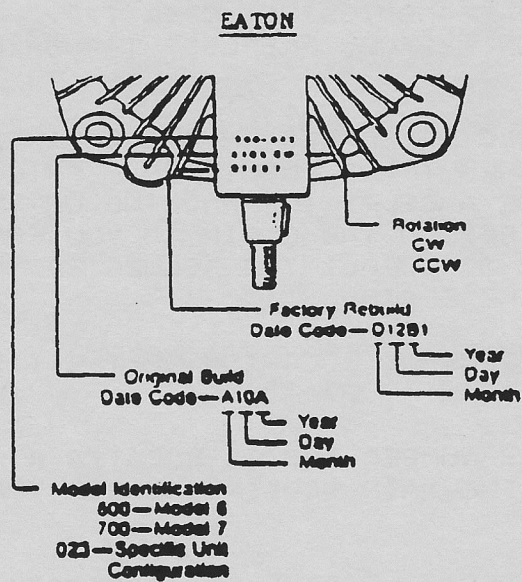 EATON
Rotation
CW
CCW
Factory Rebuild
Date Code—D12B1
Year
Day
Month
Original Build
Date Code—A10A
Year
Day
Month
Model Identification
600—Model 6
700—Model 7
023—Specific Unit
Configuration